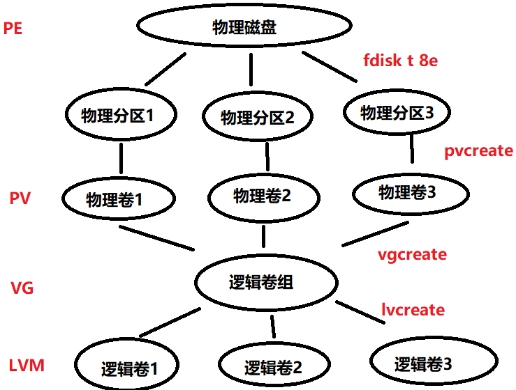 PE
物理磁盘
fdisk t 8e
物理分区1
物理分区2
物理分区3
pvcreate
PV
物理卷1
物理卷2
物理卷3
vgcreate
VG
逻辑卷组
lvcreate
LVM
逻辑卷1
逻辑卷2
逻辑卷3